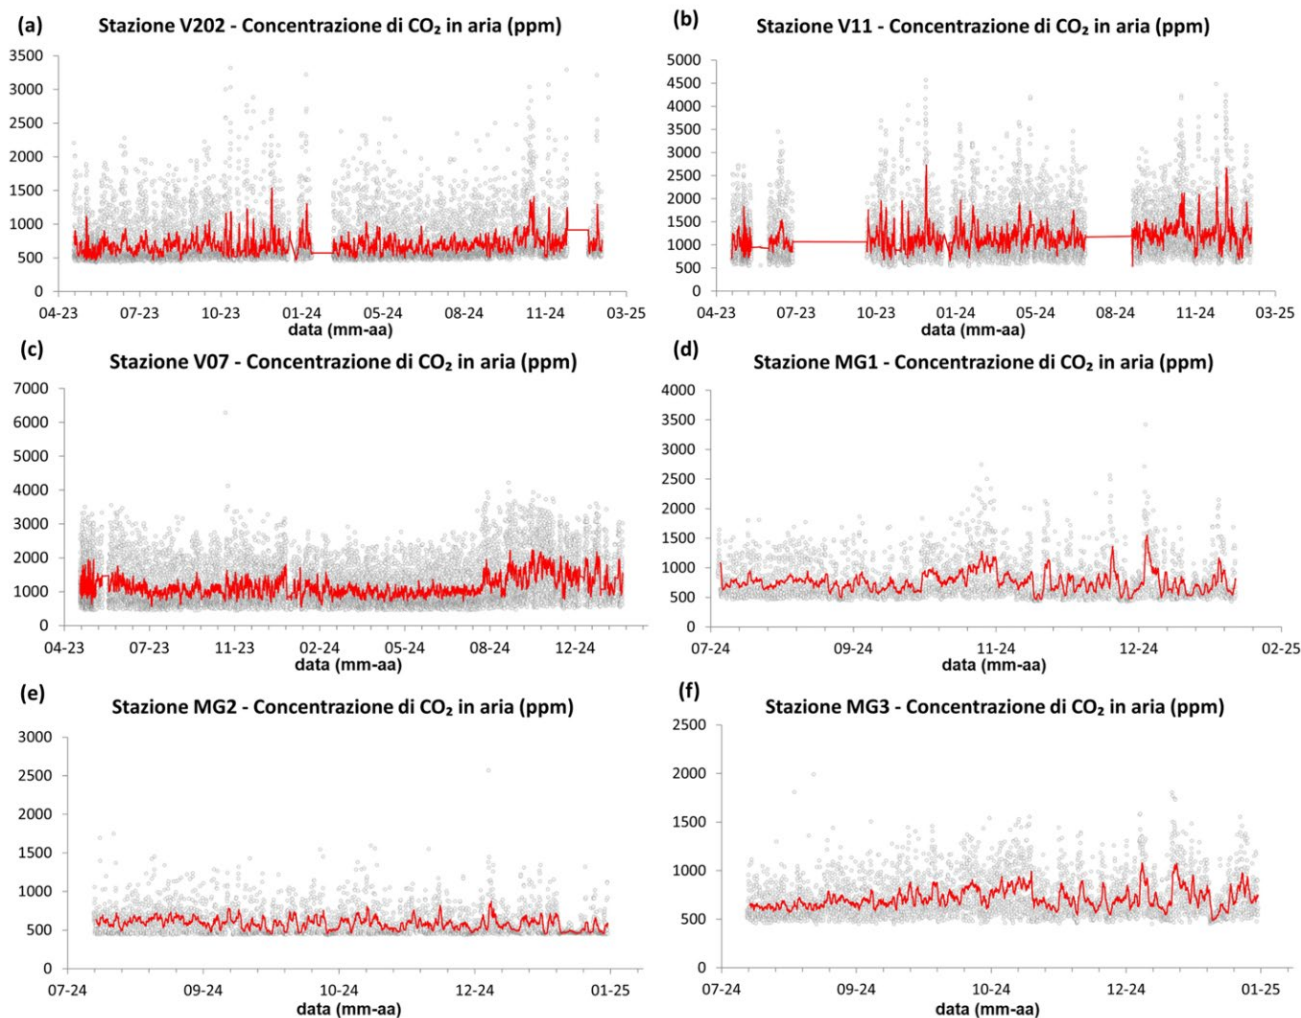 (a)
Stazione V202 - Concentrazione di CO₂ in aria (ppm)
3500
3000
2500
2000
1500
1000
500
0
04-23 07-23 10-23 01-24 05-24 08-24 11-24 03-25
data (mm-aa)
(b)
Stazione V11 - Concentrazione di CO₂ in aria (ppm)
5000
4500
4000
3500
3000
2500
2000
1500
1000
500
0
04-23 07-23 10-23 01-24 05-24 08-24 11-24 03-25
data (mm-aa)
(c)
Stazione V07 - Concentrazione di CO₂ in aria (ppm)
7000
6000
5000
4000
3000
2000
1000
0
04-23 07-23 11-23 02-24 05-24 08-24 12-24
data (mm-aa)
(d)
Stazione MG1 - Concentrazione di CO₂ in aria (ppm)
4000
3500
3000
2500
2000
1500
1000
500
0
07-24 09-24 11-24 12-24 02-25
data (mm-aa)
(e)
Stazione MG2 - Concentrazione di CO₂ in aria (ppm)
3000
2500
2000
1500
1000
500
0
07-24 09-24 10-24 12-24 01-25
data (mm-aa)
(f)
Stazione MG3 - Concentrazione di CO₂ in aria (ppm)
2500
2000
1500
1000
500
0
07-24 09-24 10-24 12-24 01-25
data (mm-aa)